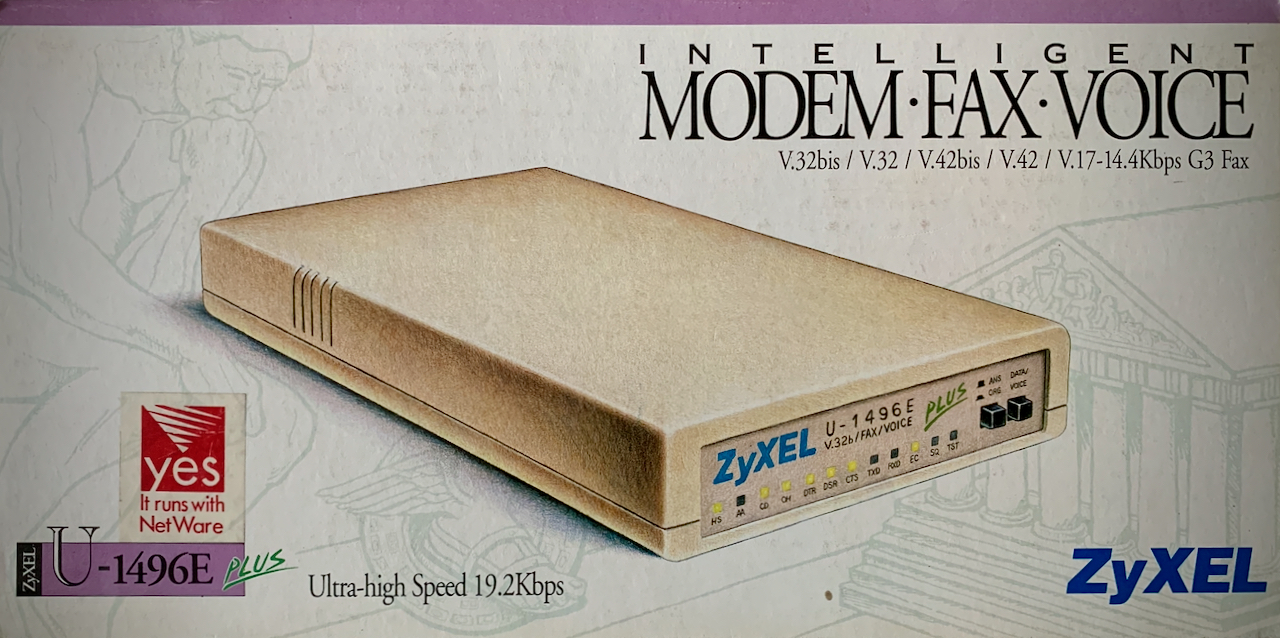 INTELLIGENT
MODEM·FAX·VOICE
V.32bis / V.32 / V.42bis / V.42 / V.17-14.4Kbps G3 Fax
ZyXEL U-1496E PLUS
V.32b/FAX/VOICE
ANS DATA/
ORG VOICE
HS AA CD OH DTR DSR CTS TXD RXD EC SQ TST
yes
It runs with
NetWare
ZyXEL U-1496E PLUS
Ultra-high Speed 19.2Kbps
ZyXEL